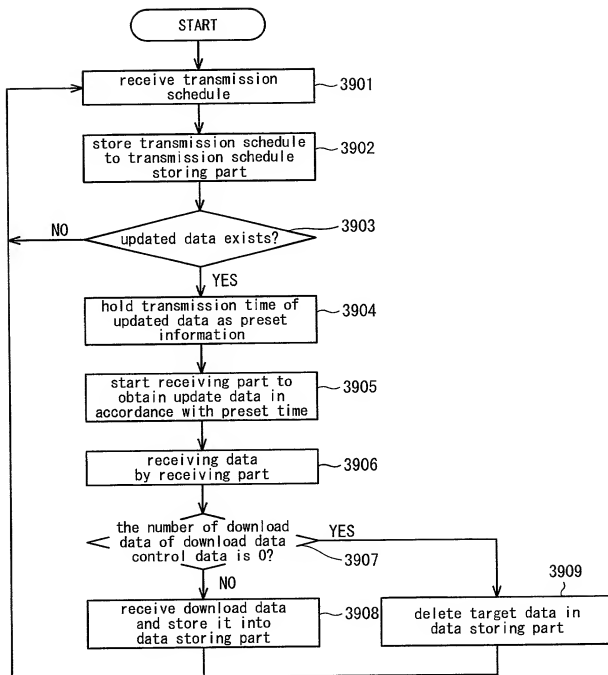 START
receive transmission
schedule
3901
store transmission schedule
to transmission schedule
storing part
3902
updated data exists?
3903
NO
YES
hold transmission time of
updated data as preset
information
3904
start receiving part to
obtain update data in
accordance with preset time
3905
receiving data
by receiving part
3906
the number of download
data of download data
control data is 0?
3907
YES
NO
receive download data
and store it into
data storing part
3908
3909
delete target data in
data storing part